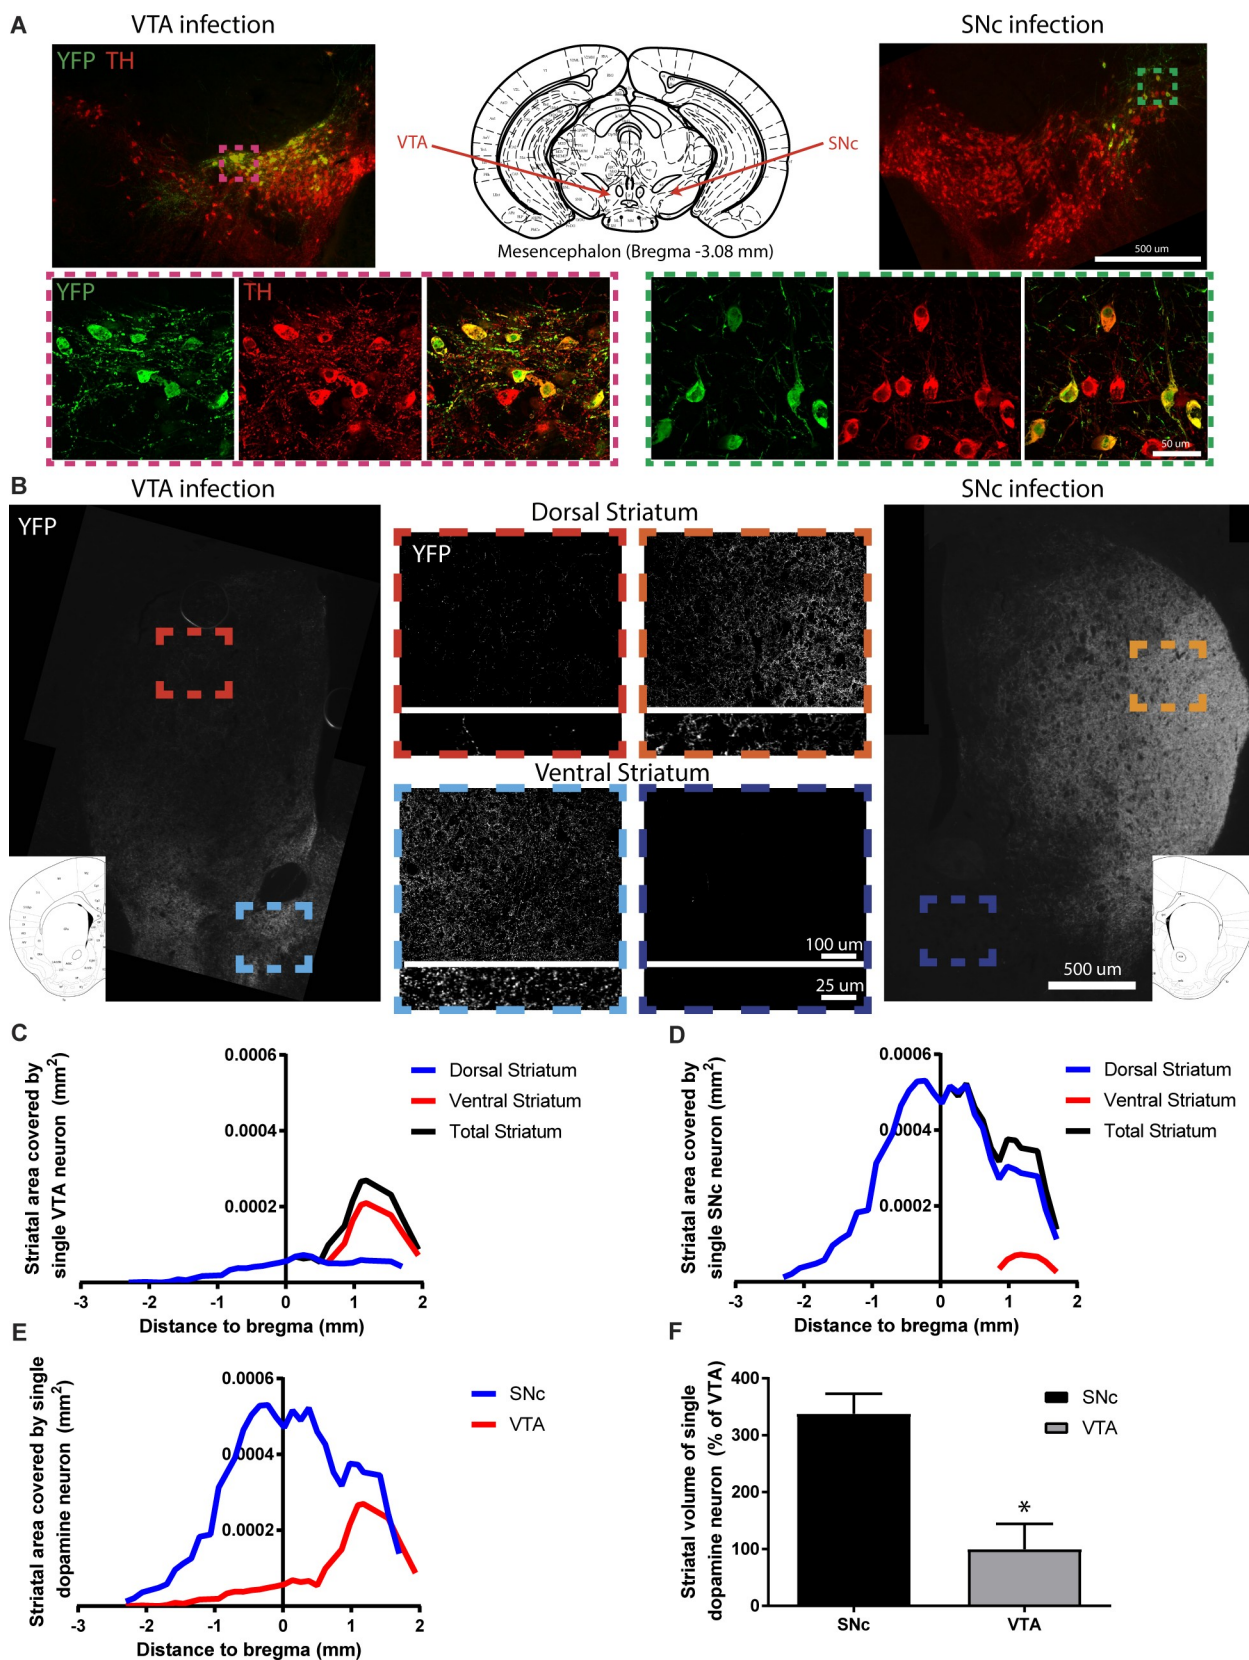 A
VTA infection
SNc infection
YFP TH
VTA
SNc
Mesencephalon (Bregma -3.08 mm)
500 um
YFP
TH
50 um
B
VTA infection
SNc infection
YFP
Dorsal Striatum
YFP
Ventral Striatum
100 um
25 um
500 um
C
Striatal area covered by
single VTA neuron (mm²)
0.0006
0.0004
0.0002
-3 -2 -1 0 1 2
Distance to bregma (mm)
Dorsal Striatum
Ventral Striatum
Total Striatum
D
Striatal area covered by
single SNc neuron (mm²)
0.0006
0.0004
0.0002
-3 -2 -1 0 1 2
Distance to bregma (mm)
Dorsal Striatum
Ventral Striatum
Total Striatum
E
Striatal area covered by single
dopamine neuron (mm²)
0.0006
0.0004
0.0002
-3 -2 -1 0 1 2
Distance to bregma (mm)
SNc
VTA
F
Striatal volume of single
dopamine neuron (% of VTA)
400
300
200
100
0
*
SNc VTA
SNc
VTA